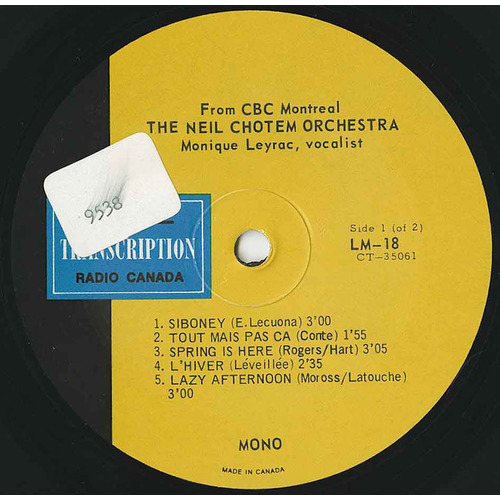 From CBC Montreal
THE NEIL CHOTEM ORCHESTRA
Monique Leyrac, vocalist
9538
TRANSCRIPTION
RADIO CANADA
Side 1 (of 2)
LM-18
CT-35061
1. SIBONEY (E. Lecuona) 3'00
2. TOUT MAIS PAS CA (Conte) 1'55
3. SPRING IS HERE (Rogers/Hart) 3'05
4. L'HIVER (Léveillée) 2'35
5. LAZY AFTERNOON (Moross/Latouche)
3'00
MONO
MADE IN CANADA